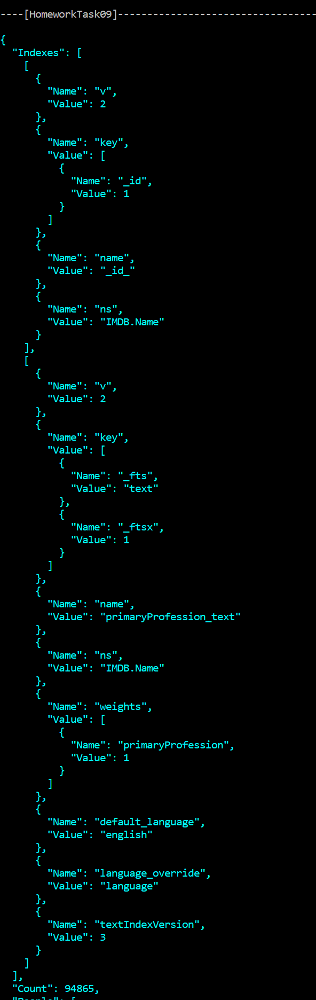 ----[HomeworkTask09]----------------------------------
{
  "Indexes": [
    [
      {
        "Name": "v",
        "Value": 2
      },
      {
        "Name": "key",
        "Value": [
          {
            "Name": "_id",
            "Value": 1
          }
        ]
      },
      {
        "Name": "name",
        "Value": "_id_"
      },
      {
        "Name": "ns",
        "Value": "IMDB.Name"
      }
    ],
    [
      {
        "Name": "v",
        "Value": 2
      },
      {
        "Name": "key",
        "Value": [
          {
            "Name": "_fts",
            "Value": "text"
          },
          {
            "Name": "_ftsx",
            "Value": 1
          }
        ]
      },
      {
        "Name": "name",
        "Value": "primaryProfession_text"
      },
      {
        "Name": "ns",
        "Value": "IMDB.Name"
      },
      {
        "Name": "weights",
        "Value": [
          {
            "Name": "primaryProfession",
            "Value": 1
          }
        ]
      },
      {
        "Name": "default_language",
        "Value": "english"
      },
      {
        "Name": "language_override",
        "Value": "language"
      },
      {
        "Name": "textIndexVersion",
        "Value": 3
      }
    ]
  ],
  "Count": 94865,